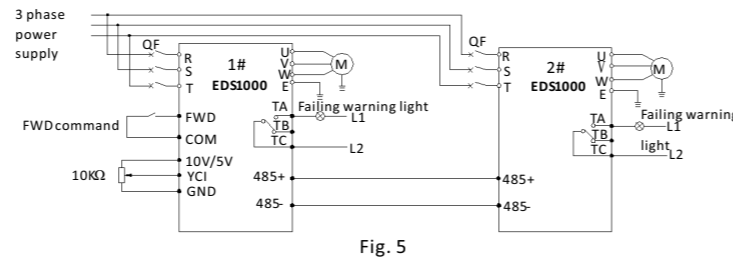 3 phase
power
supply
QF
R
S
T
1#
EDS1000
U
V
W
E
M
FWD command
FWD
COM
10KΩ
10V/5V
YCI
GND
TA
TB
TC
Failing warning light
L1
L2
485+
485-
QF
R
S
T
2#
EDS1000
U
V
W
E
M
TA
TB
TC
Failing warning
light
L1
L2
485+
485-
Fig. 5